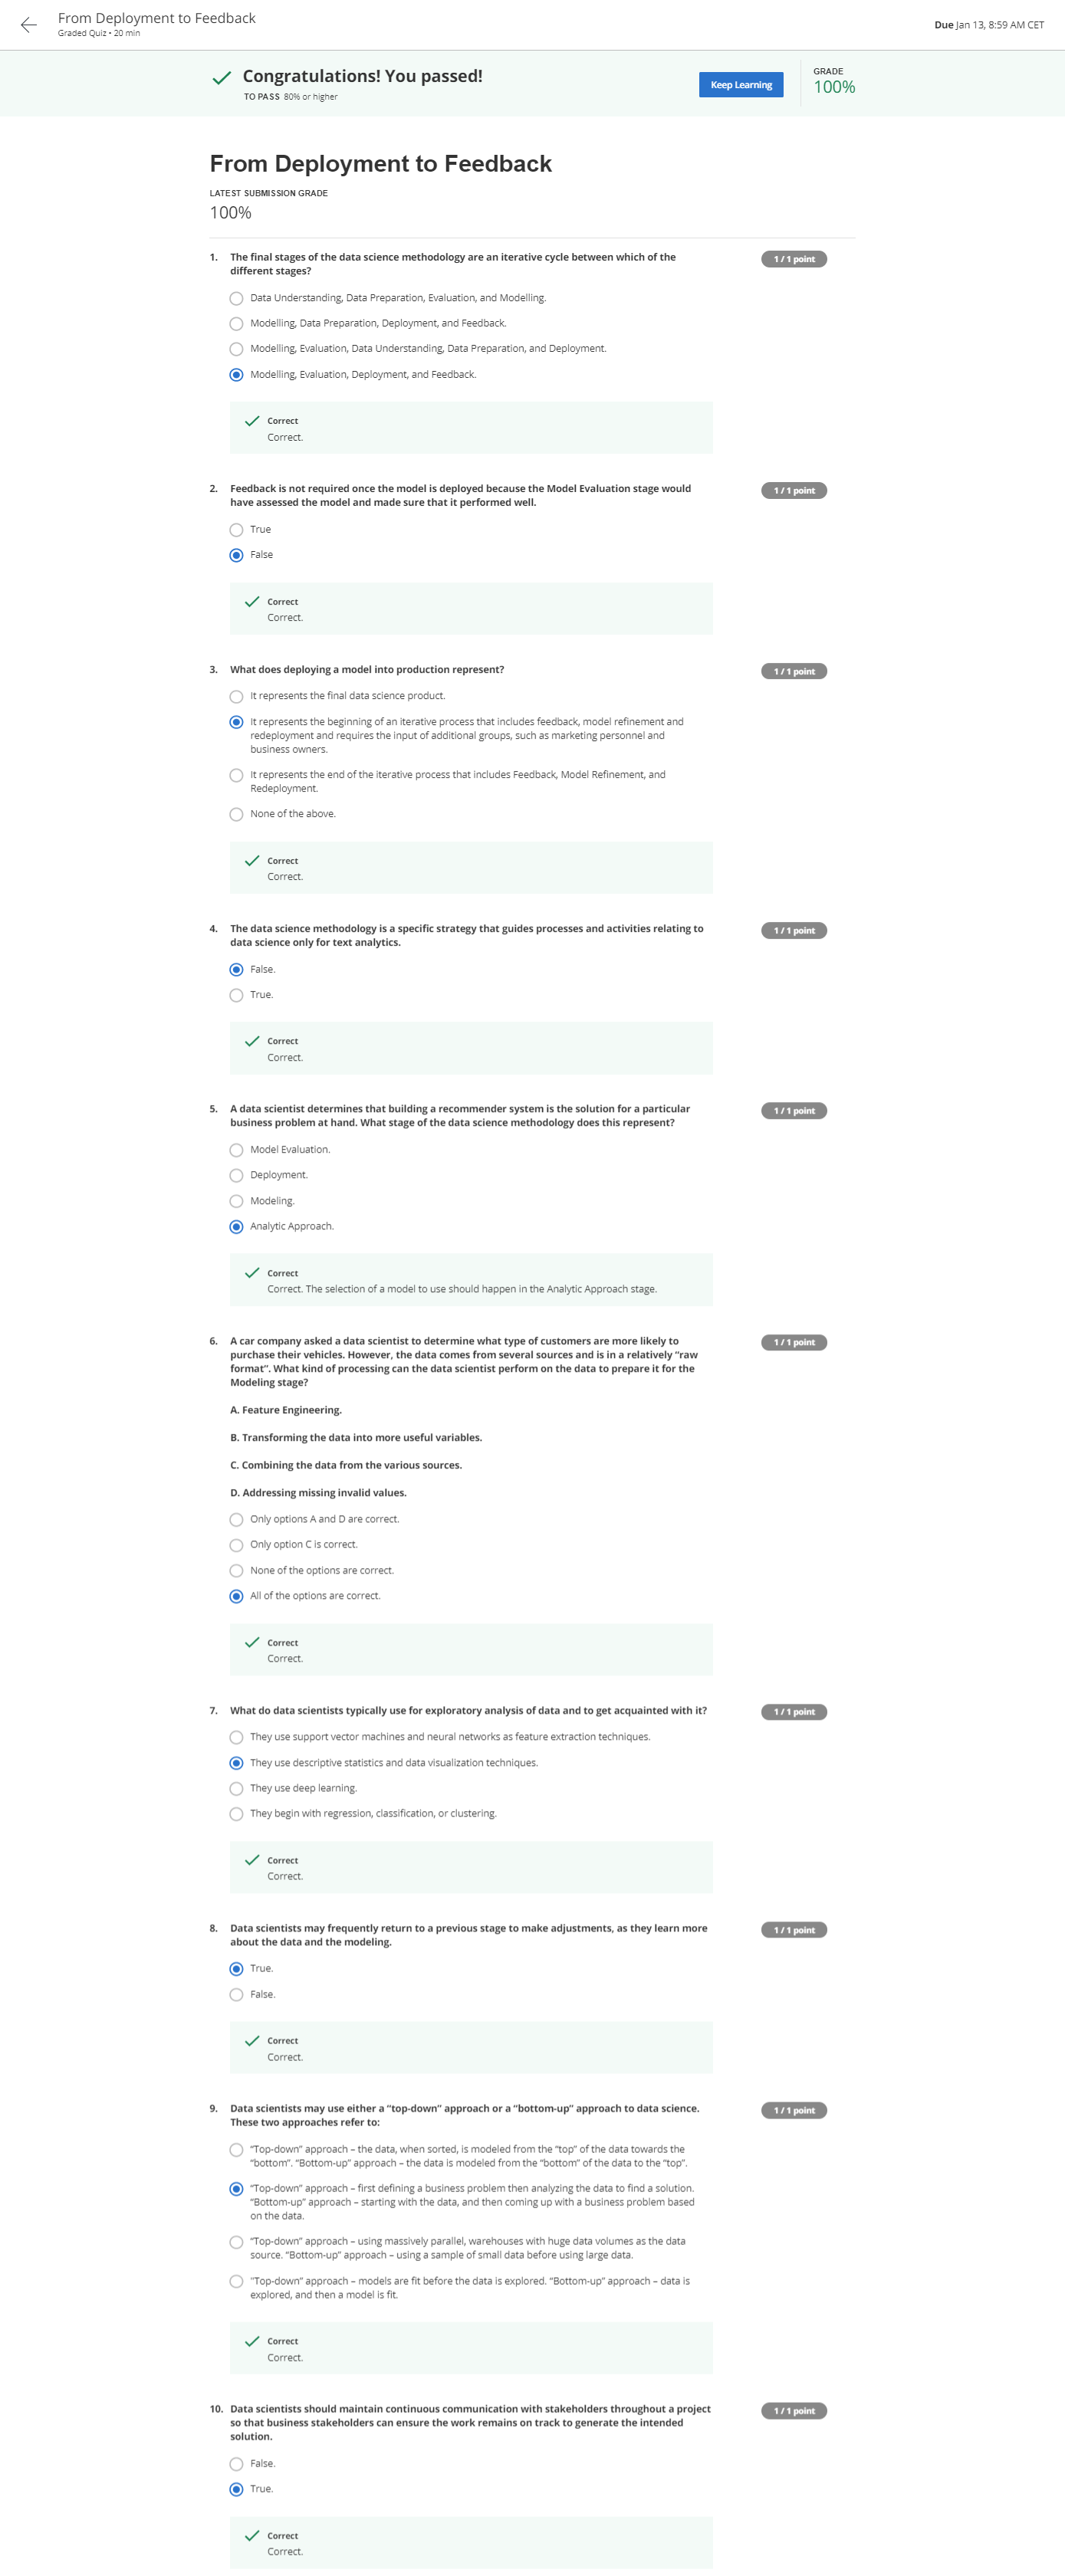 From Deployment to Feedback
Graded Quiz • 20 min
Due Jan 13, 8:59 AM CET
Congratulations! You passed!
TO PASS 80% or higher
Keep Learning
GRADE
100%
From Deployment to Feedback
LATEST SUBMISSION GRADE
100%
1. The final stages of the data science methodology are an iterative cycle between which of the
different stages?
1 / 1 point
Data Understanding, Data Preparation, Evaluation, and Modelling.
Modelling, Data Preparation, Deployment, and Feedback.
Modelling, Evaluation, Data Understanding, Data Preparation, and Deployment.
Modelling, Evaluation, Deployment, and Feedback.
Correct
Correct.
2. Feedback is not required once the model is deployed because the Model Evaluation stage would
have assessed the model and made sure that it performed well.
1 / 1 point
True
False
Correct
Correct.
3. What does deploying a model into production represent?
1 / 1 point
It represents the final data science product.
It represents the beginning of an iterative process that includes feedback, model refinement and
redeployment and requires the input of additional groups, such as marketing personnel and
business owners.
It represents the end of the iterative process that includes Feedback, Model Refinement, and
Redeployment.
None of the above.
Correct
Correct.
4. The data science methodology is a specific strategy that guides processes and activities relating to
data science only for text analytics.
1 / 1 point
False.
True.
Correct
Correct.
5. A data scientist determines that building a recommender system is the solution for a particular
business problem at hand. What stage of the data science methodology does this represent?
1 / 1 point
Model Evaluation.
Deployment.
Modeling.
Analytic Approach.
Correct
Correct. The selection of a model to use should happen in the Analytic Approach stage.
6. A car company asked a data scientist to determine what type of customers are more likely to
purchase their vehicles. However, the data comes from several sources and is in a relatively “raw
format”. What kind of processing can the data scientist perform on the data to prepare it for the
Modeling stage?
1 / 1 point
A. Feature Engineering.
B. Transforming the data into more useful variables.
C. Combining the data from the various sources.
D. Addressing missing invalid values.
Only options A and D are correct.
Only option C is correct.
None of the options are correct.
All of the options are correct.
Correct
Correct.
7. What do data scientists typically use for exploratory analysis of data and to get acquainted with it?
1 / 1 point
They use support vector machines and neural networks as feature extraction techniques.
They use descriptive statistics and data visualization techniques.
They use deep learning.
They begin with regression, classification, or clustering.
Correct
Correct.
8. Data scientists may frequently return to a previous stage to make adjustments, as they learn more
about the data and the modeling.
1 / 1 point
True.
False.
Correct
Correct.
9. Data scientists may use either a “top-down” approach or a “bottom-up” approach to data science.
These two approaches refer to:
1 / 1 point
“Top-down” approach – the data, when sorted, is modeled from the “top” of the data towards the
“bottom”. “Bottom-up” approach – the data is modeled from the “bottom” of the data to the “top”.
“Top-down” approach – first defining a business problem then analyzing the data to find a solution.
“Bottom-up” approach – starting with the data, and then coming up with a business problem based
on the data.
“Top-down” approach – using massively parallel, warehouses with huge data volumes as the data
source. “Bottom-up” approach – using a sample of small data before using large data.
“Top-down” approach – models are fit before the data is explored. “Bottom-up” approach – data is
explored, and then a model is fit.
Correct
Correct.
10. Data scientists should maintain continuous communication with stakeholders throughout a project
so that business stakeholders can ensure the work remains on track to generate the intended
solution.
1 / 1 point
False.
True.
Correct
Correct.